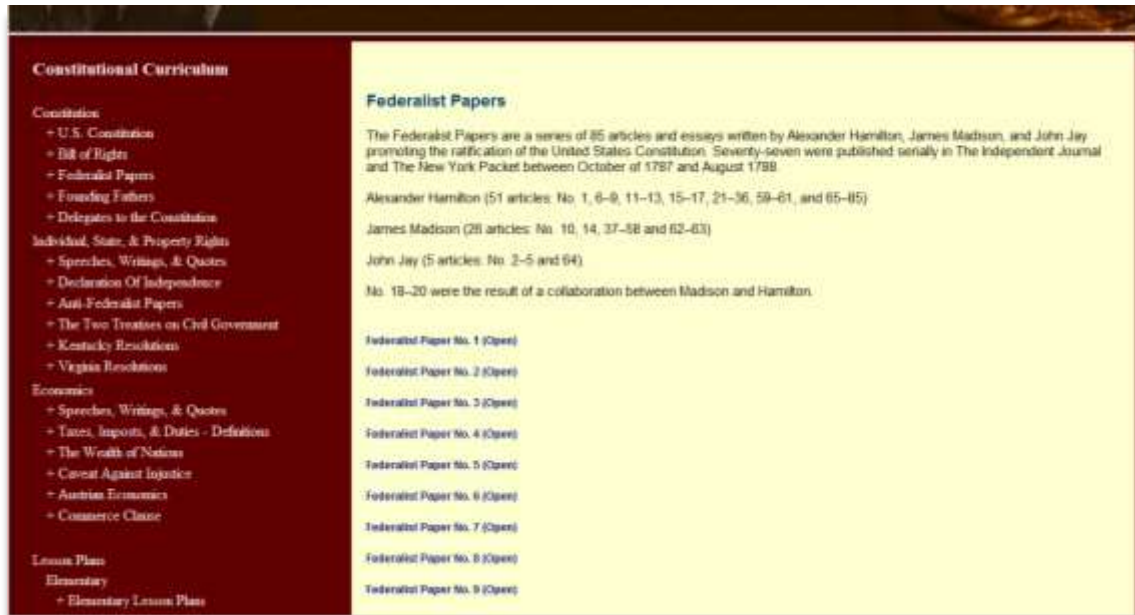 Constitutional Curriculum
Constitution
+ U.S. Constitution
+ Bill of Rights
+ Federalist Papers
+ Founding Fathers
+ Delegates to the Constitution
Individual, State, & Property Rights
+ Speeches, Writings, & Quotes
+ Declaration Of Independence
+ Anti-Federalist Papers
+ The Two Treatises on Civil Government
+ Kentucky Resolutions
+ Virginia Resolutions
Economics
+ Speeches, Writings, & Quotes
+ Taxes, Imposts, & Duties - Definitions
+ The Wealth of Nations
+ Caveat Against Injustice
+ Austrian Economics
+ Commerce Clause
Lesson Plans
Elementary
+ Elementary Lesson Plans
Federalist Papers
The Federalist Papers are a series of 85 articles and essays written by Alexander Hamilton, James Madison, and John Jay
promoting the ratification of the United States Constitution. Seventy-seven were published serially in The Independent Journal
and The New York Packet between October of 1787 and August 1788.
Alexander Hamilton (51 articles: No. 1, 6–9, 11–13, 15–17, 21–36, 59–61, and 65–85)
James Madison (26 articles: No. 10, 14, 37–58 and 62–63)
John Jay (5 articles: No. 2–5 and 64).
No. 18–20 were the result of a collaboration between Madison and Hamilton.
Federalist Paper No. 1 (Open)
Federalist Paper No. 2 (Open)
Federalist Paper No. 3 (Open)
Federalist Paper No. 4 (Open)
Federalist Paper No. 5 (Open)
Federalist Paper No. 6 (Open)
Federalist Paper No. 7 (Open)
Federalist Paper No. 8 (Open)
Federalist Paper No. 9 (Open)